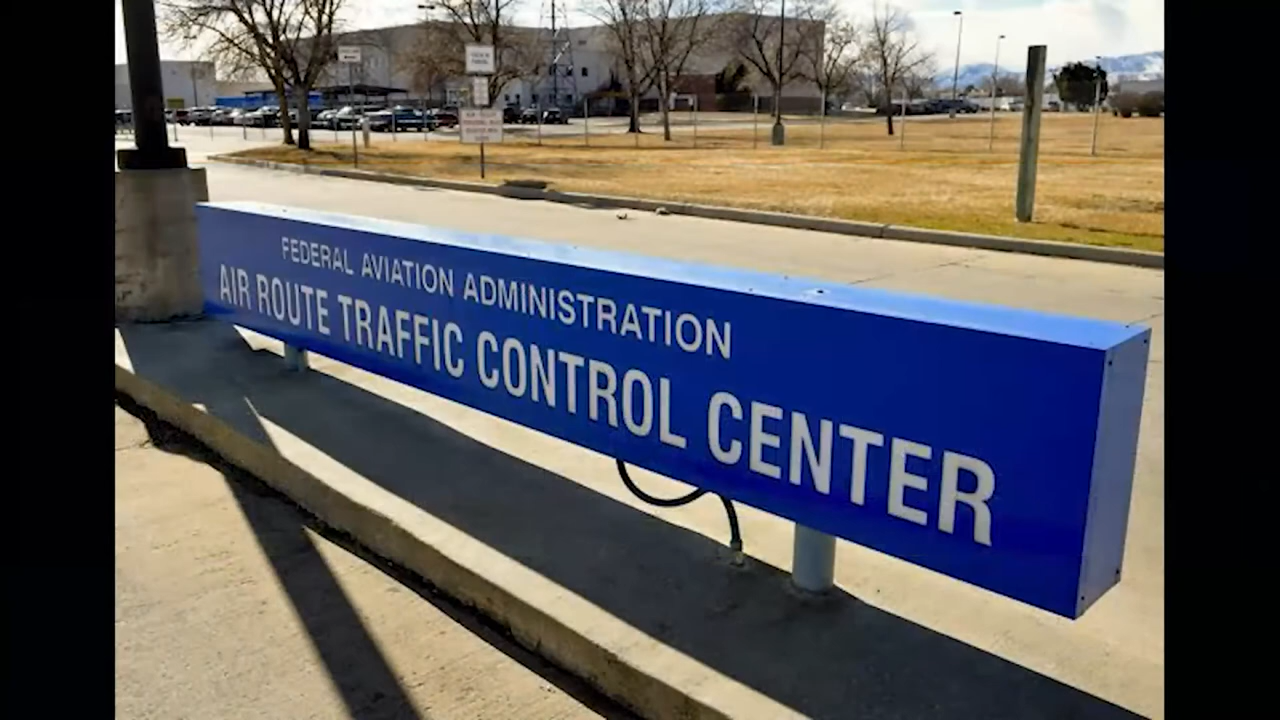 FEDERAL AVIATION ADMINISTRATION
AIR ROUTE TRAFFIC CONTROL CENTER